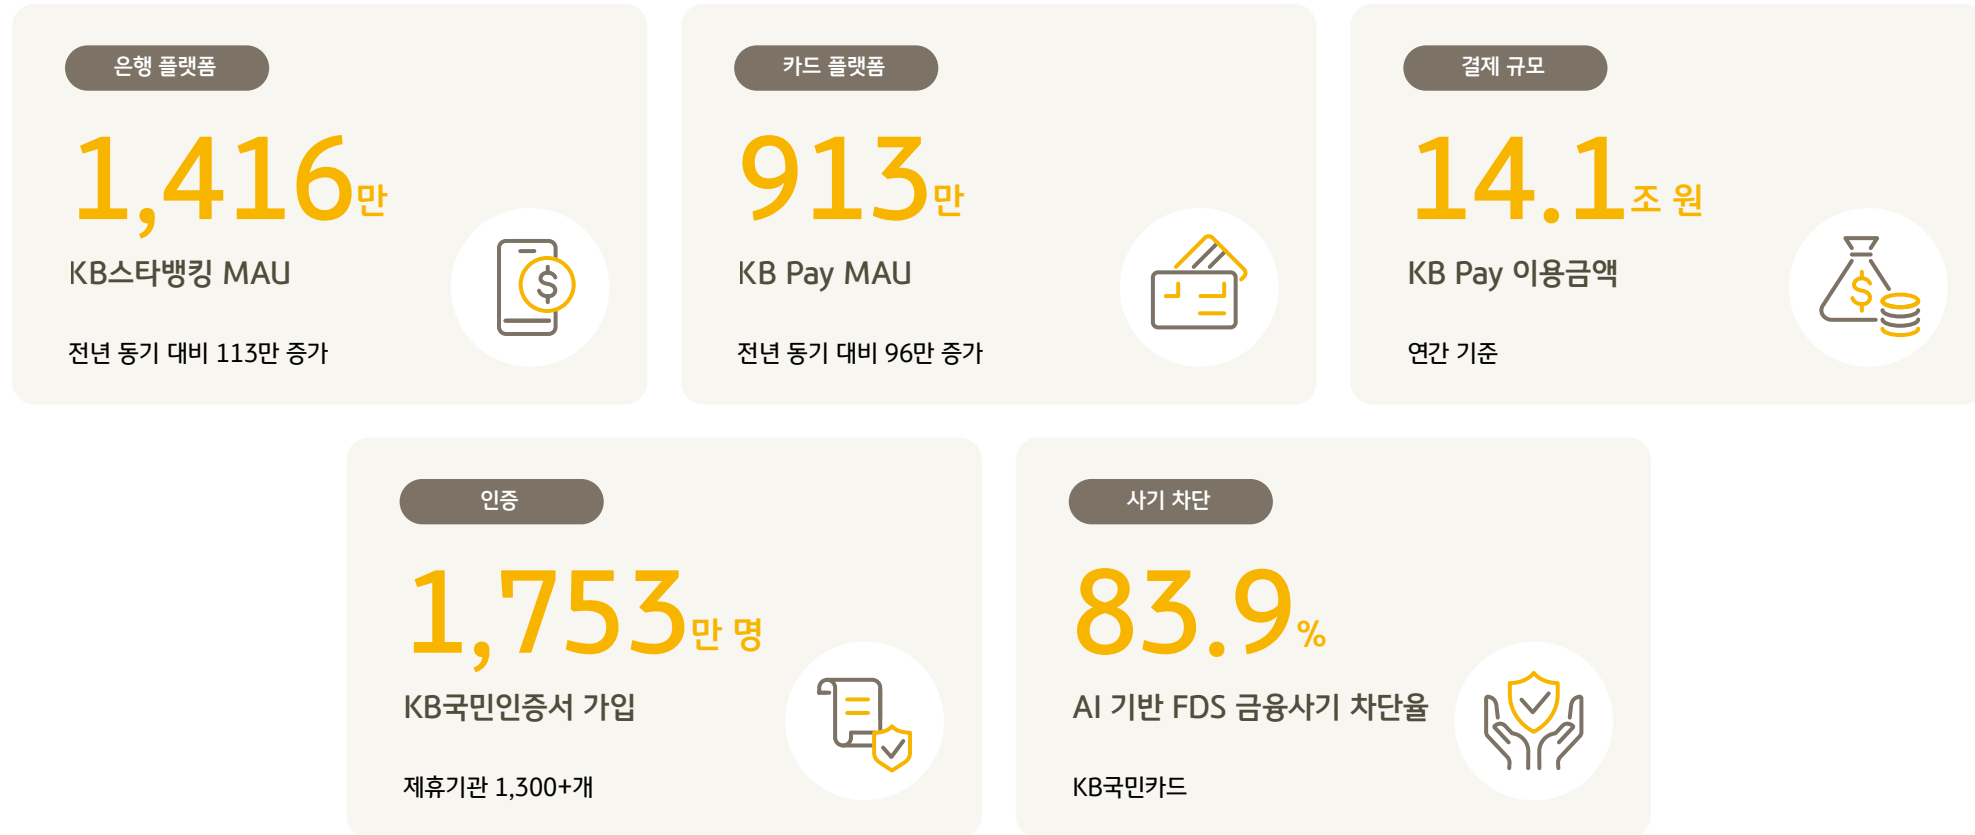 은행 플랫폼
1,416만
KB스타뱅킹 MAU
전년 동기 대비 113만 증가
카드 플랫폼
913만
KB Pay MAU
전년 동기 대비 96만 증가
결제 규모
14.1조 원
KB Pay 이용금액
연간 기준
인증
1,753만 명
KB국민인증서 가입
제휴기관 1,300+개
사기 차단
83.9%
AI 기반 FDS 금융사기 차단율
KB국민카드